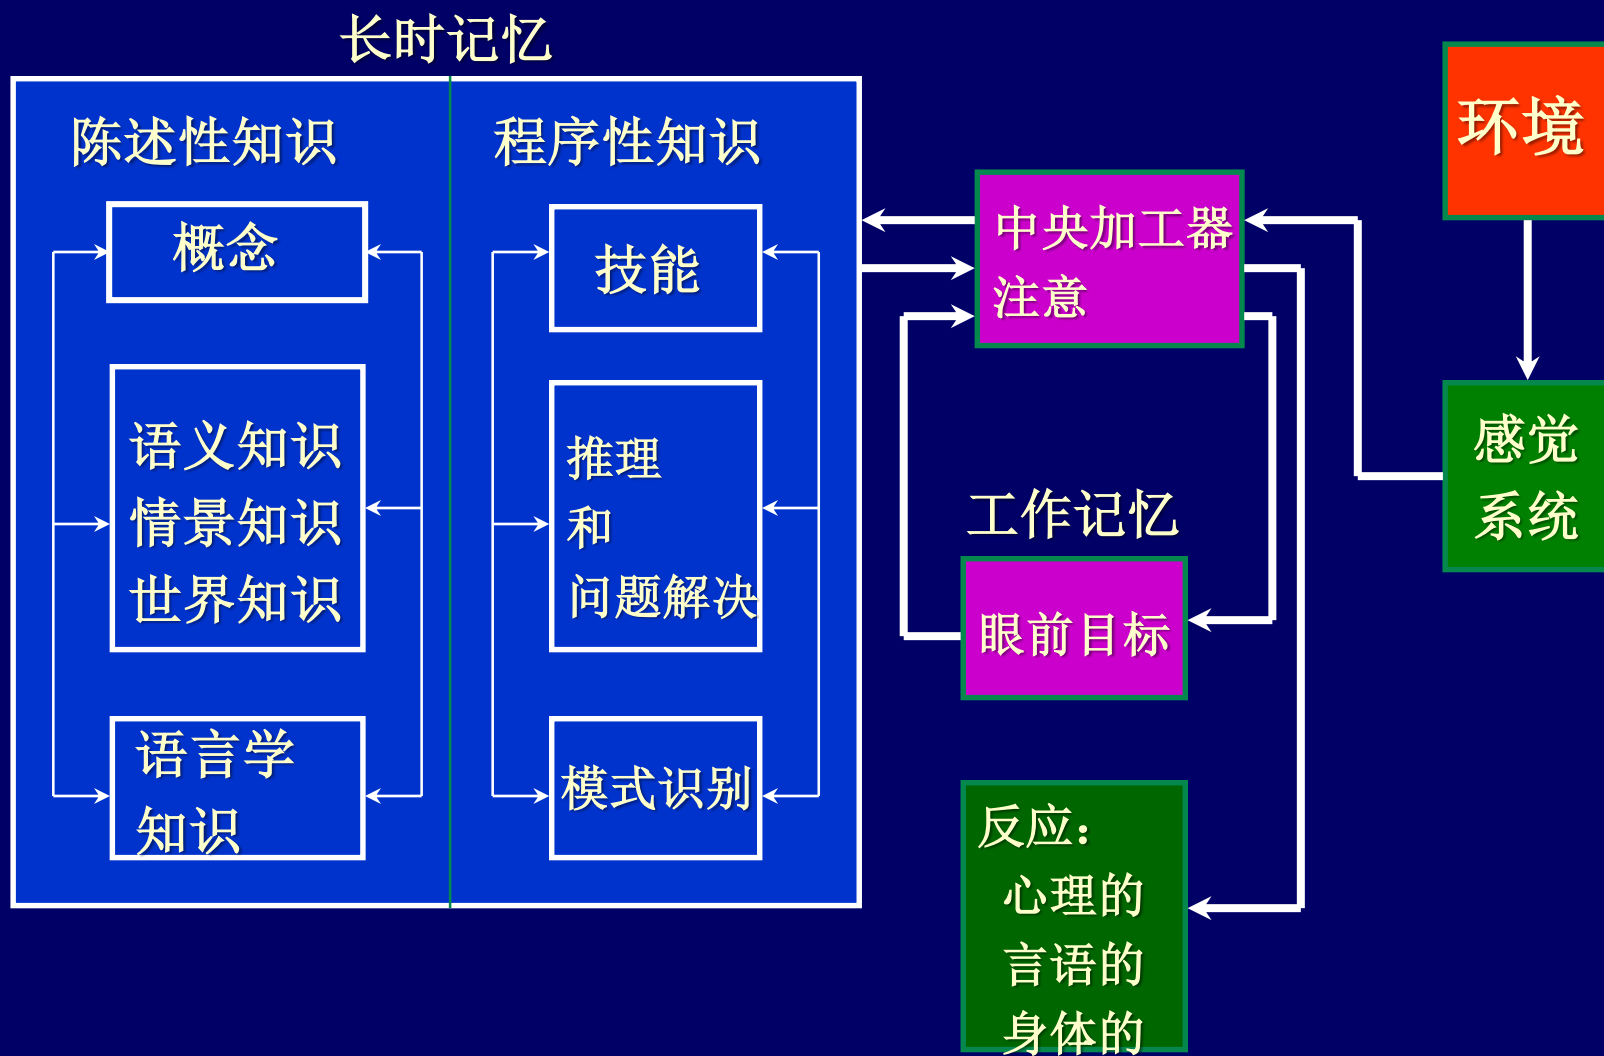 长时记忆
陈述性知识
概念
语义知识
情景知识
世界知识
语言学
知识
程序性知识
技能
推理
和
问题解决
模式识别
中央加工器
注意
工作记忆
眼前目标
反应:
心理的
言语的
身体的
环境
感觉
系统